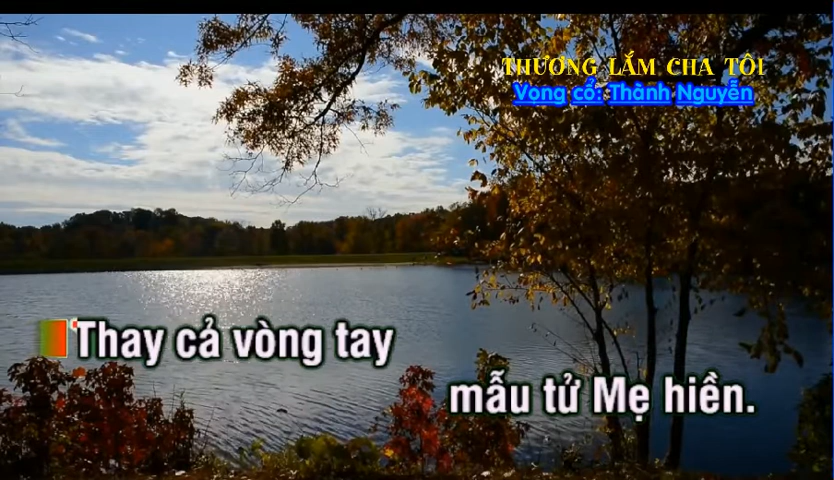 THƯƠNG LẮM CHA TÔI
Vọng cổ: Thành Nguyễn
Thay cả vòng tay
mẫu tử Mẹ hiền.